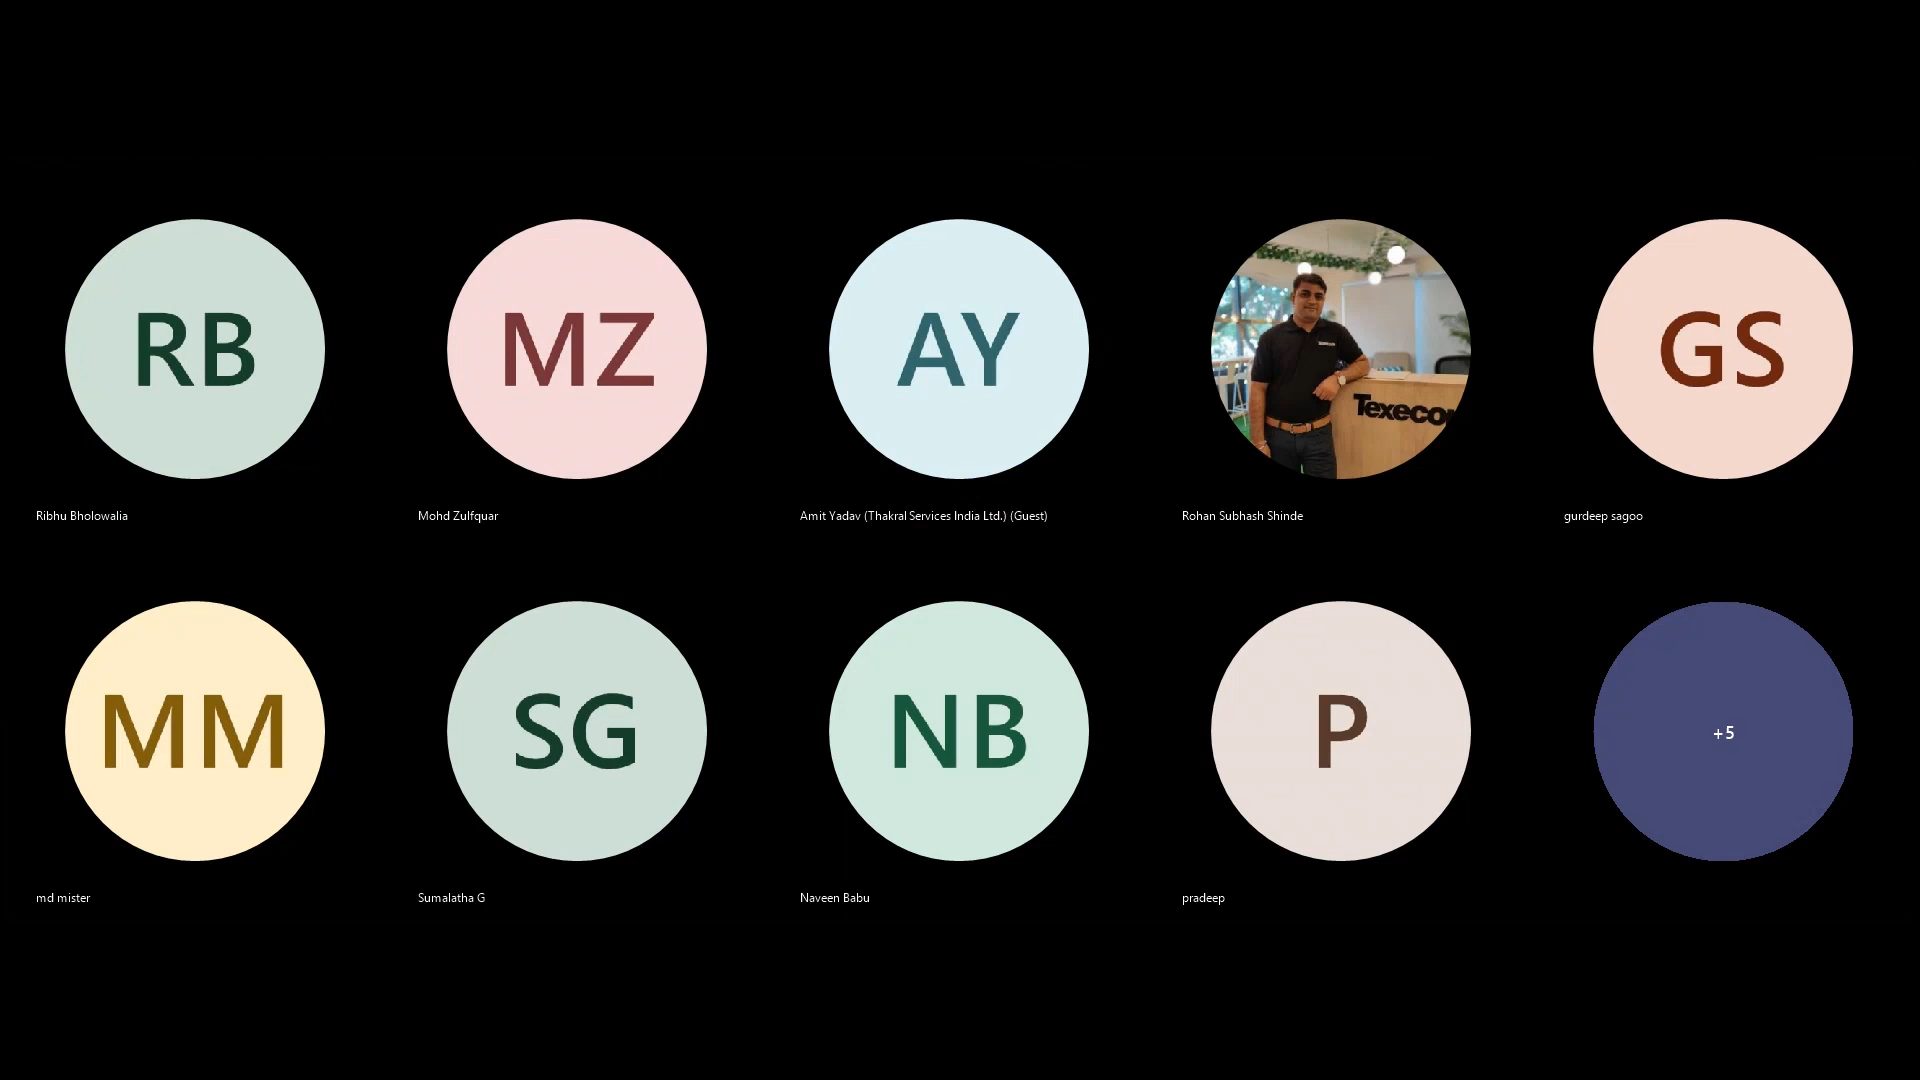 RB
MZ
AY
Texeco
GS
Ribhu Bholowalia
Mohd Zulfquar
Amit Yadav (Thakral Services India Ltd.) (Guest)
Rohan Subhash Shinde
gurdeep sagoo
MM
SG
NB
P
+5
md mister
Sumalatha G
Naveen Babu
pradeep